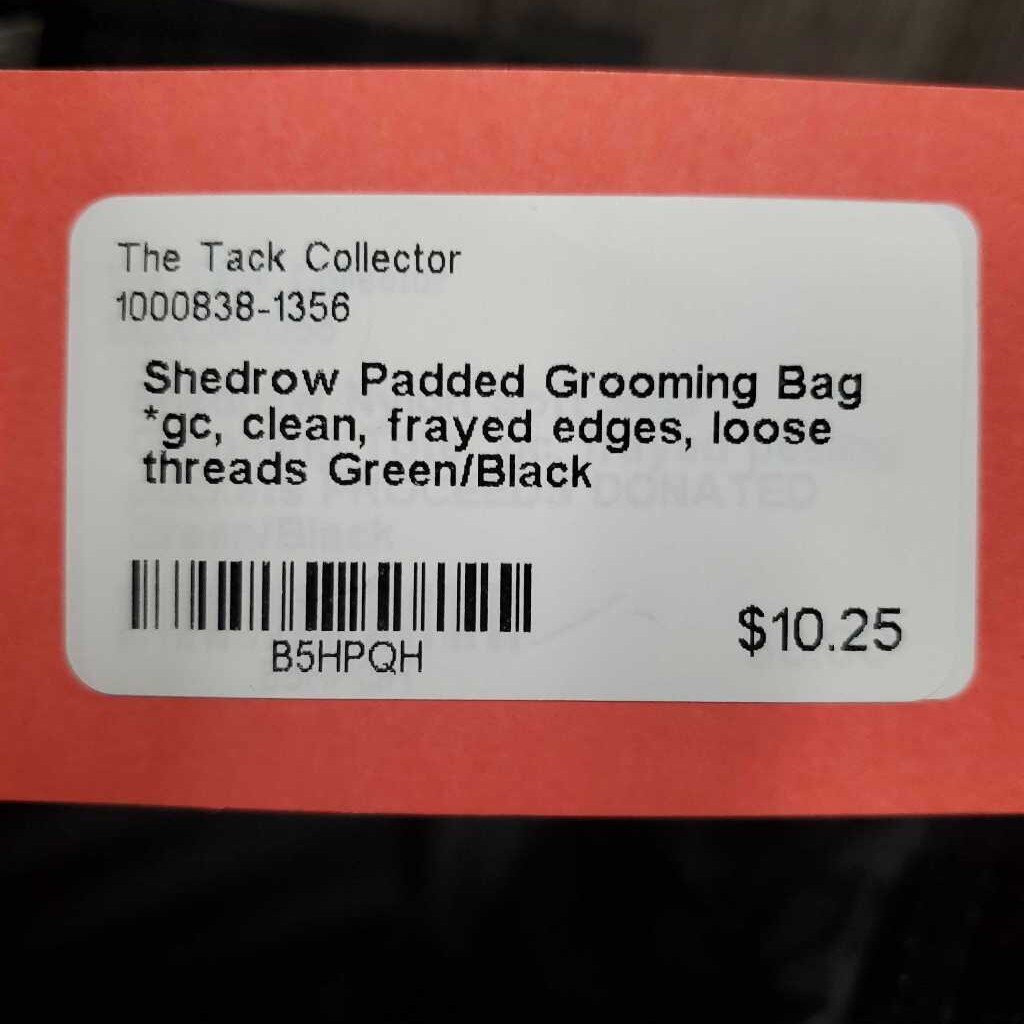 The Tack Collector
1000838-1356
Shedrow Padded Grooming Bag
*gc, clean, frayed edges, loose
threads Green/Black
DONATED
B5HPQH
$10.25